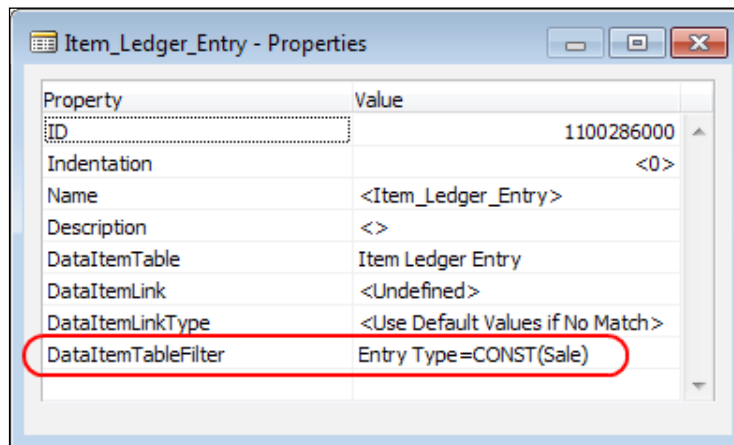 Item_Ledger_Entry - Properties
Property Value
ID 1100286000
Indentation <0>
Name <Item_Ledger_Entry>
Description <>
DataItemTable Item Ledger Entry
DataItemLink <Undefined>
DataItemLinkType <Use Default Values if No Match>
DataItemTableFilter Entry Type=CONST(Sale)